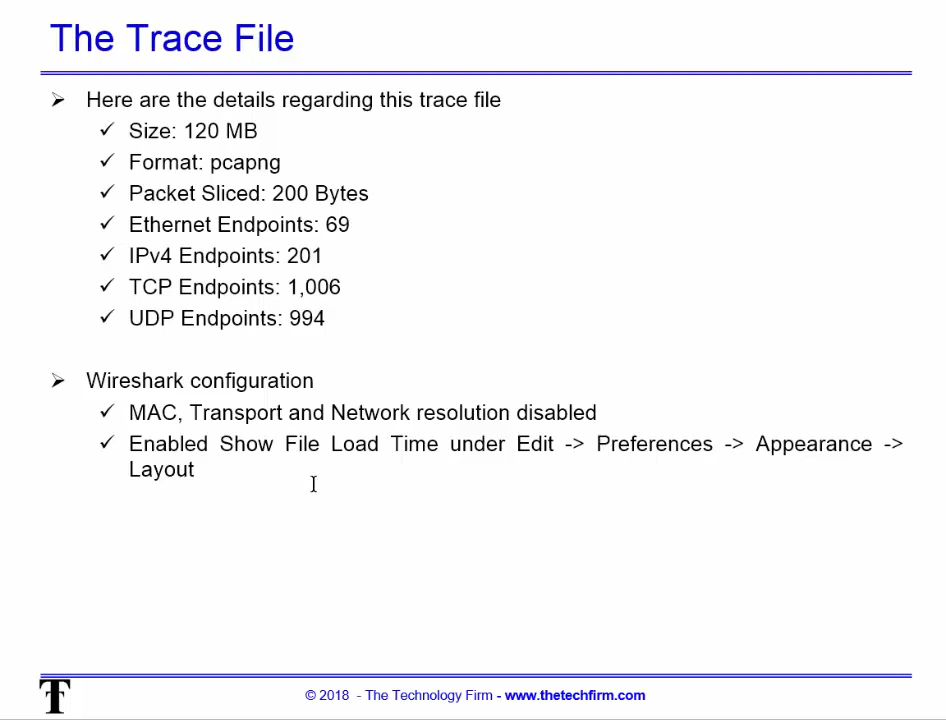 The Trace File
Here are the details regarding this trace file
Size: 120 MB
Format: pcapng
Packet Sliced: 200 Bytes
Ethernet Endpoints: 69
IPv4 Endpoints: 201
TCP Endpoints: 1,006
UDP Endpoints: 994
Wireshark configuration
MAC, Transport and Network resolution disabled
Enabled Show File Load Time under Edit -> Preferences -> Appearance ->
Layout
TF
© 2018 - The Technology Firm - www.thetechfirm.com